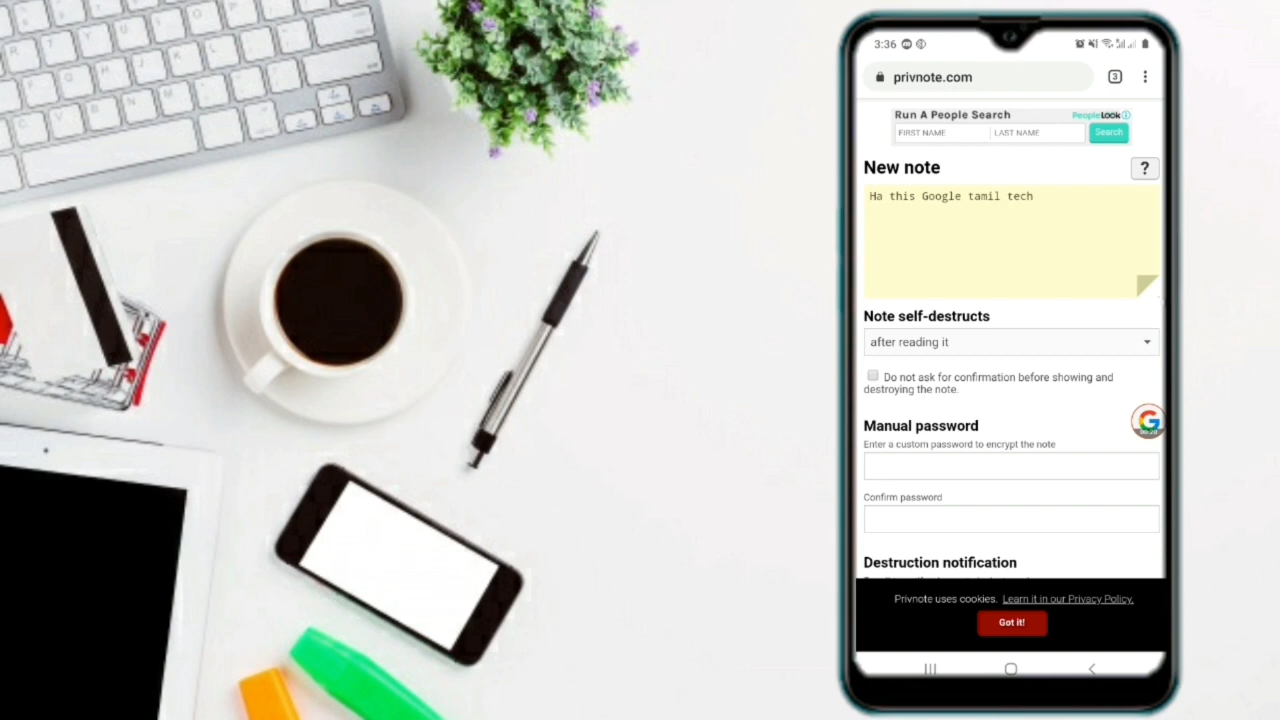 3:36
privnote.com
3
Run A People Search
PeopleLook
FIRST NAME
LAST NAME
Search
New note
?
Ha this Google tamil tech
Note self-destructs
after reading it
Do not ask for confirmation before showing and
destroying the note.
Manual password
Enter a custom password to encrypt the note
Confirm password
Destruction notification
Privnote uses cookies. Learn it in our Privacy Policy.
Got it!